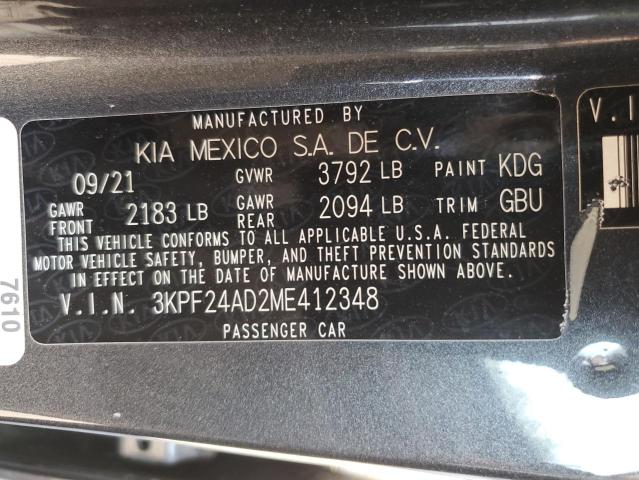 MANUFACTURED BY
KIA MEXICO S.A. DE C.V.
09/21 GVWR 3792 LB PAINT KDG
GAWR FRONT 2183 LB GAWR REAR 2094 LB TRIM GBU
THIS VEHICLE CONFORMS TO ALL APPLICABLE U.S.A. FEDERAL
MOTOR VEHICLE SAFETY, BUMPER, AND THEFT PREVENTION STANDARDS
IN EFFECT ON THE DATE OF MANUFACTURE SHOWN ABOVE.
V.I.N. 3KPF24AD2ME412348
PASSENGER CAR
7610
V.I